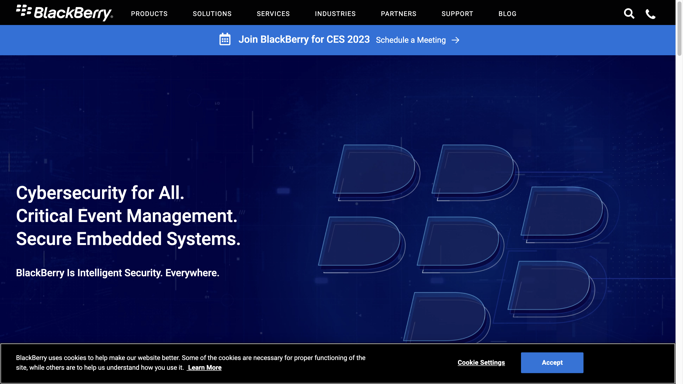 BlackBerry.
PRODUCTS
SOLUTIONS
SERVICES
INDUSTRIES
PARTNERS
SUPPORT
BLOG
Join BlackBerry for CES 2023 Schedule a Meeting →
Cybersecurity for All.
Critical Event Management.
Secure Embedded Systems.
BlackBerry Is Intelligent Security. Everywhere.
BlackBerry uses cookies to help make our website better. Some of the cookies are necessary for proper functioning of the
site, while others are to help us understand how you use it. Learn More
Cookie Settings
Accept